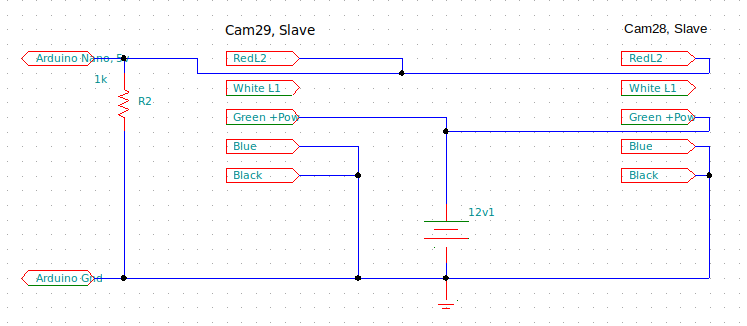 Cam29, Slave
Cam28, Slave
Arduino Nano, 5v
RedL2
RedL2
1k
White L1
White L1
R2
Green +Pow
Green +Pow
Blue
Blue
Black
Black
12v1
Arduino Gnd